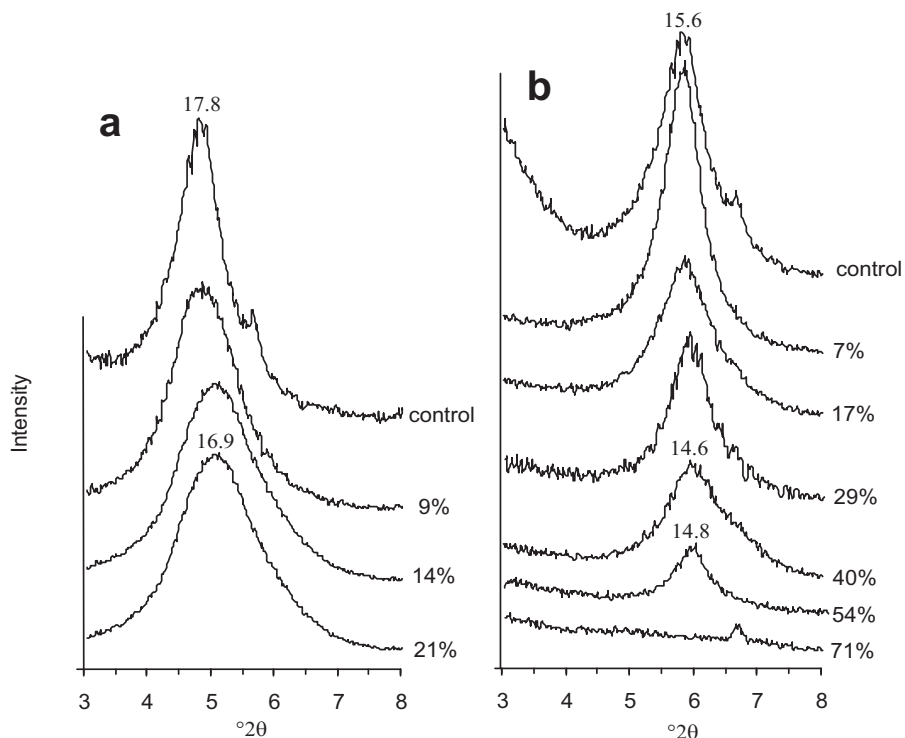 a
17.8
control
9%
14%
16.9
21%
Intensity
3 4 5 6 7 8
°2θ
b
15.6
control
7%
17%
29%
14.6
40%
14.8
54%
71%
3 4 5 6 7 8
°2θ